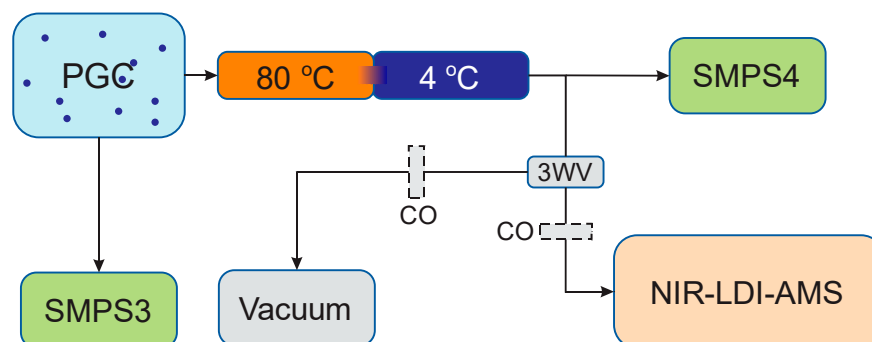 PGC
80 °C
4 °C
SMPS4
3WV
CO
CO
SMPS3
Vacuum
NIR-LDI-AMS